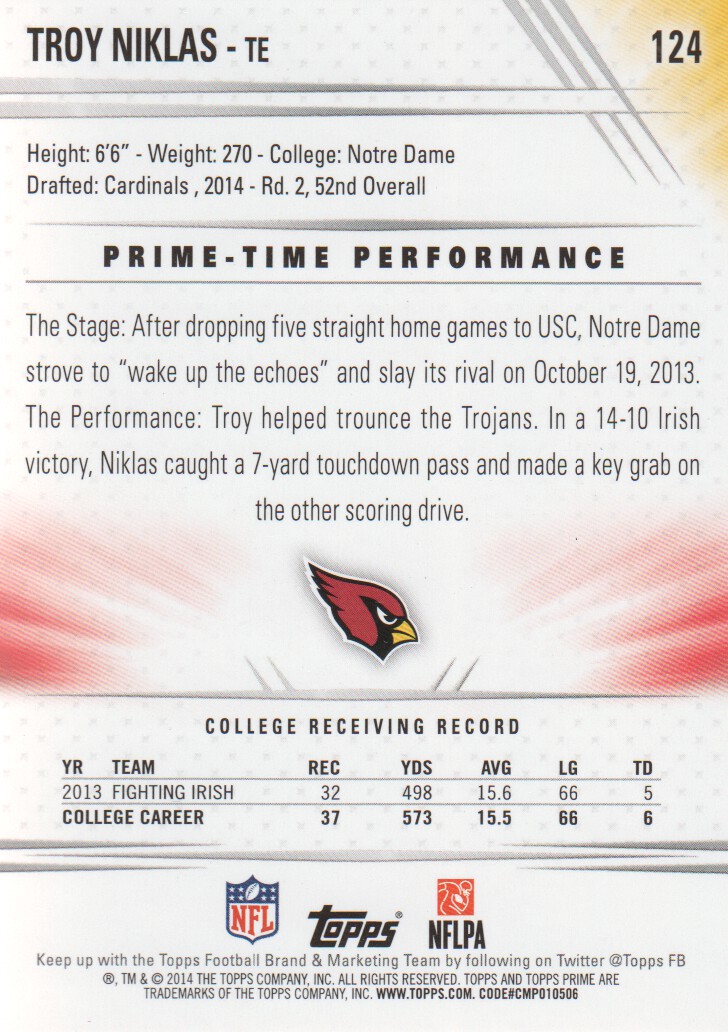 TROY NIKLAS - TE
124
Height: 6'6" - Weight: 270 - College: Notre Dame
Drafted: Cardinals , 2014 - Rd. 2, 52nd Overall
PRIME-TIME PERFORMANCE
The Stage: After dropping five straight home games to USC, Notre Dame
strove to “wake up the echoes” and slay its rival on October 19, 2013.
The Performance: Troy helped trounce the Trojans. In a 14-10 Irish
victory, Niklas caught a 7-yard touchdown pass and made a key grab on
the other scoring drive.
COLLEGE RECEIVING RECORD
YR TEAM REC YDS AVG LG TD
2013 FIGHTING IRISH 32 498 15.6 66 5
COLLEGE CAREER 37 573 15.5 66 6
NFL topps® NFLPA
Keep up with the Topps Football Brand & Marketing Team by following on Twitter @Topps FB
®, TM & © 2014 THE TOPPS COMPANY, INC. ALL RIGHTS RESERVED. TOPPS AND TOPPS PRIME ARE
TRADEMARKS OF THE TOPPS COMPANY, INC. WWW.TOPPS.COM. CODE#CMP010506